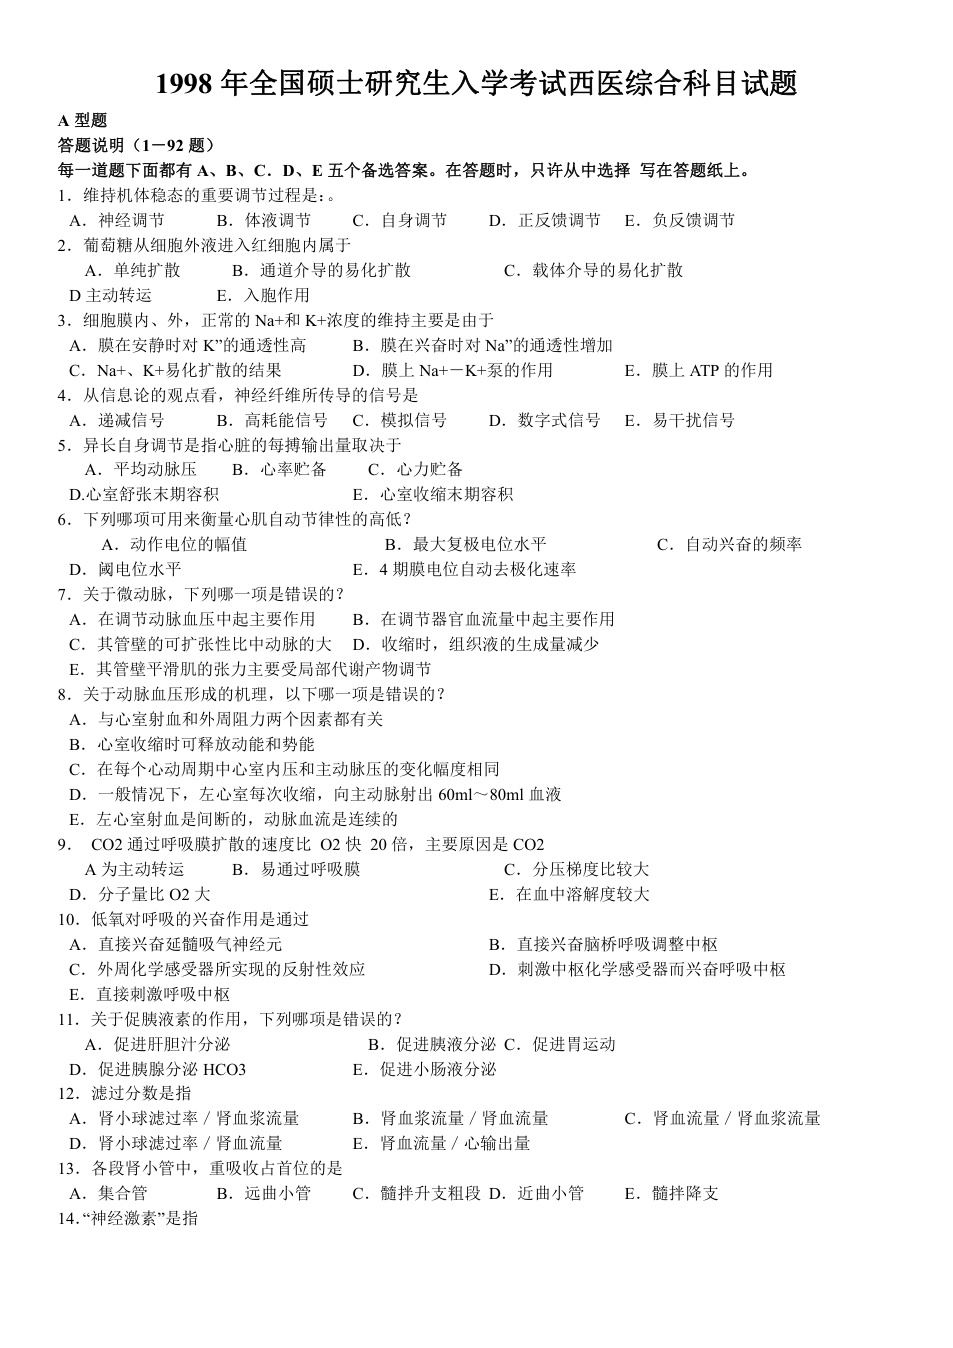 1998 年全国硕士研究生入学考试西医综合科目试题
A 型题
答题说明（1－92 题）
每一道题下面都有 A、B、C．D、E 五个备选答案。在答题时，只许从中选择 写在答题纸上。
1．维持机体稳态的重要调节过程是：。
A．神经调节 B．体液调节 C．自身调节 D．正反馈调节 E．负反馈调节
2．葡萄糖从细胞外液进入红细胞内属于
A．单纯扩散 B．通道介导的易化扩散 C．载体介导的易化扩散
D 主动转运 E．入胞作用
3．细胞膜内、外，正常的 Na+和 K+浓度的维持主要是由于
A．膜在安静时对 K”的通透性高 B．膜在兴奋时对 Na”的通透性增加
C．Na+、K+易化扩散的结果 D．膜上 Na+－K+泵的作用 E．膜上 ATP 的作用
4．从信息论的观点看，神经纤维所传导的信号是
A．递减信号 B．高耗能信号 C．模拟信号 D．数字式信号 E．易干扰信号
5．异长自身调节是指心脏的每搏输出量取决于
A．平均动脉压 B．心率贮备 C．心力贮备
D.心室舒张末期容积 E．心室收缩末期容积
6．下列哪项可用来衡量心肌自动节律性的高低？
A．动作电位的幅值 B．最大复极电位水平 C．自动兴奋的频率
D．阈电位水平 E．4 期膜电位自动去极化速率
7．关于微动脉，下列哪一项是错误的？
A．在调节动脉血压中起主要作用 B．在调节器官血流量中起主要作用
C．其管壁的可扩张性比中动脉的大 D．收缩时，组织液的生成量减少
E．其管壁平滑肌的张力主要受局部代谢产物调节
8．关于动脉血压形成的机理，以下哪一项是错误的？
A．与心室射血和外周阻力两个因素都有关
B．心室收缩时可释放动能和势能
C．在每个心动周期中心室内压和主动脉压的变化幅度相同
D．一般情况下，左心室每次收缩，向主动脉射出 60ml～80ml 血液
E．左心室射血是间断的，动脉血流是连续的
9． CO2 通过呼吸膜扩散的速度比 O2 快 20 倍，主要原因是 CO2
A 为主动转运 B．易通过呼吸膜 C．分压梯度比较大
D．分子量比 O2 大 E．在血中溶解度较大
10．低氧对呼吸的兴奋作用是通过
A．直接兴奋延髓吸气神经元 B．直接兴奋脑桥呼吸调整中枢
C．外周化学感受器所实现的反射性效应 D．刺激中枢化学感受器而兴奋呼吸中枢
E．直接刺激呼吸中枢
11．关于促胰液素的作用，下列哪项是错误的？
A．促进肝胆汁分泌 B．促进胰液分泌 C．促进胃运动
D．促进胰腺分泌 HCO3 E．促进小肠液分泌
12．滤过分数是指
A．肾小球滤过率／肾血浆流量 B．肾血浆流量／肾血流量 C．肾血流量／肾血浆流量
D．肾小球滤过率／肾血流量 E．肾血流量／心输出量
13．各段肾小管中，重吸收占首位的是
A．集合管 B．远曲小管 C．髓拌升支粗段 D．近曲小管 E．髓拌降支
14．“神经激素”是指